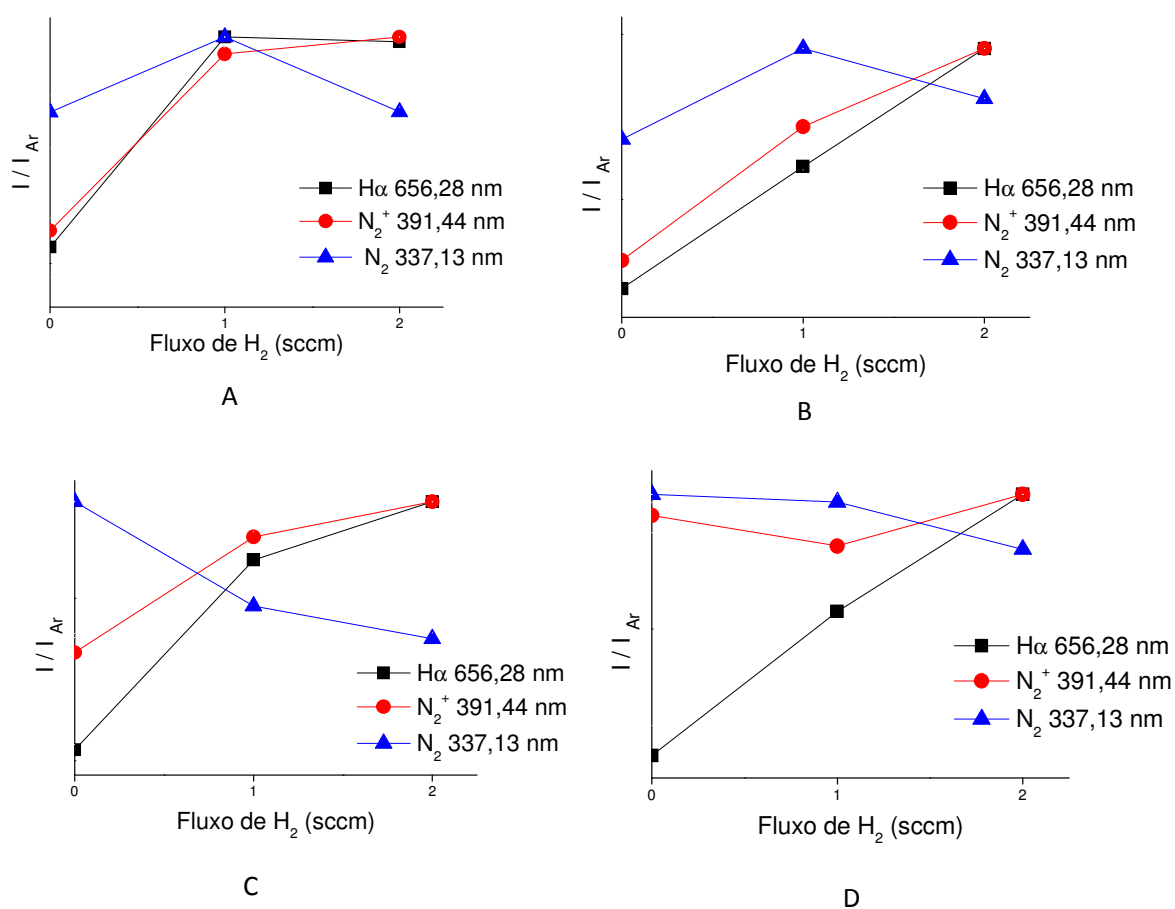 I / I Ar
Hα 656,28 nm
N₂⁺ 391,44 nm
N₂ 337,13 nm
0 1 2
Fluxo de H₂ (sccm)
A
I / I Ar
Hα 656,28 nm
N₂⁺ 391,44 nm
N₂ 337,13 nm
0 1 2
Fluxo de H₂ (sccm)
B
I / I Ar
Hα 656,28 nm
N₂⁺ 391,44 nm
N₂ 337,13 nm
0 1 2
Fluxo de H₂ (sccm)
C
I / I Ar
Hα 656,28 nm
N₂⁺ 391,44 nm
N₂ 337,13 nm
0 1 2
Fluxo de H₂ (sccm)
D